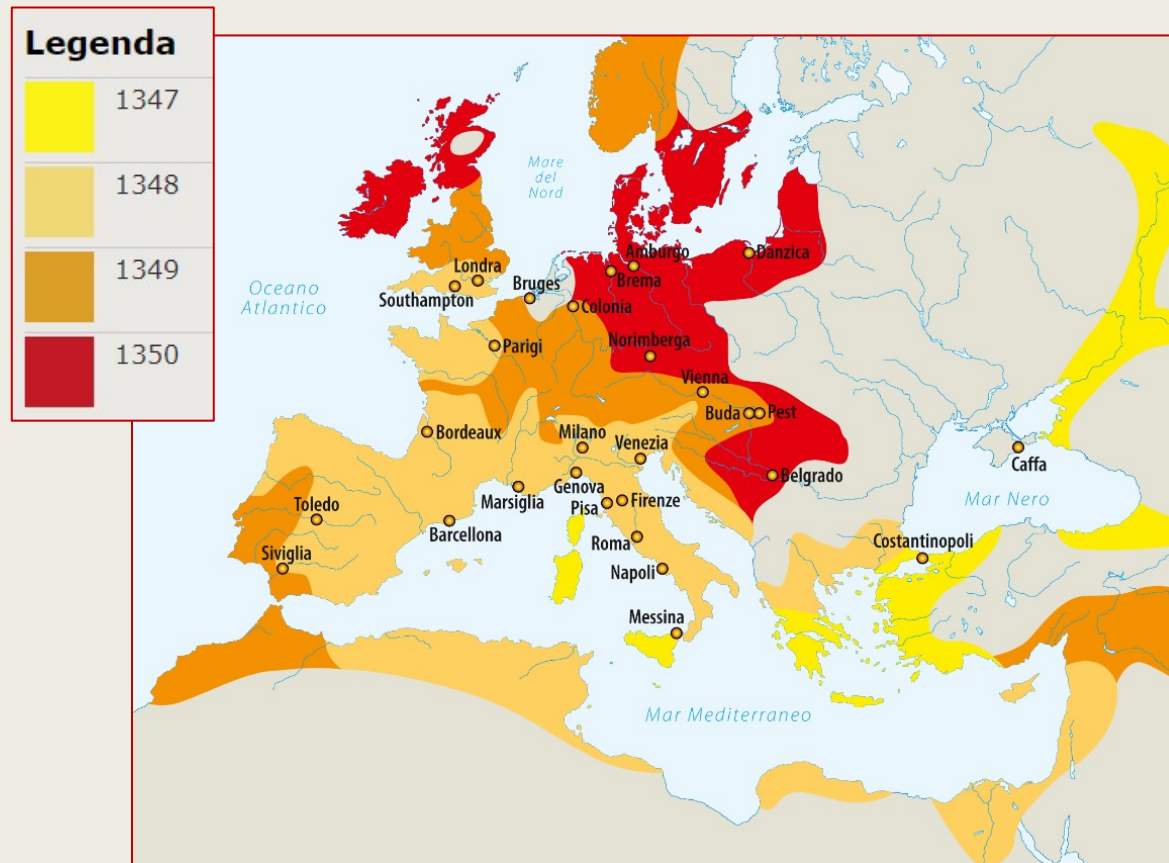 Legenda
1347
1348
1349
1350
Mare
del
Nord
Oceano
Atlantico
Londra
Southampton
Bruges
Amburgo
Brema
Danzica
Colonia
Parigi
Norimberga
Vienna
Buda
Pest
Bordeaux
Milano
Venezia
Belgrado
Caffa
Genova
Marsiglia
Pisa
Firenze
Mar Nero
Toledo
Barcellona
Roma
Costantinopoli
Siviglia
Napoli
Messina
Mar Mediterraneo